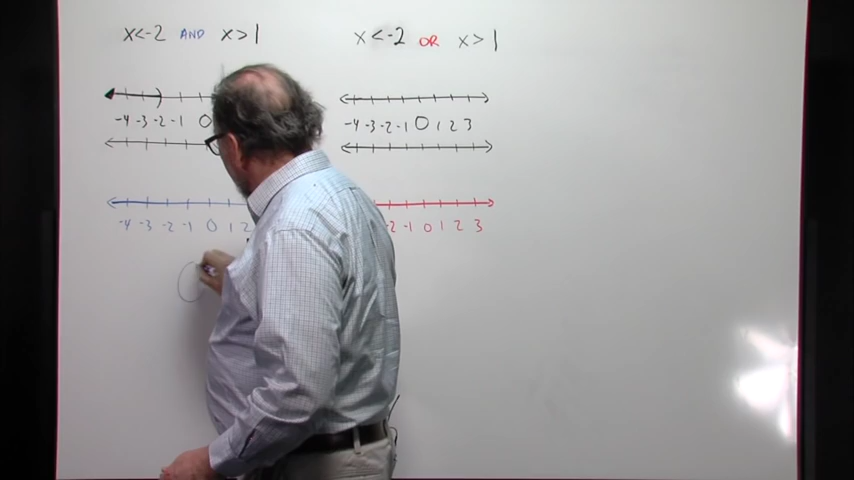 x<-2 AND x>1
x<-2 OR x>1
-4 -3 -2 -1 0
-4 -3 -2 -1 0 1 2 3
-4 -3 -2 -1 0 1 2
-2 -1 0 1 2 3